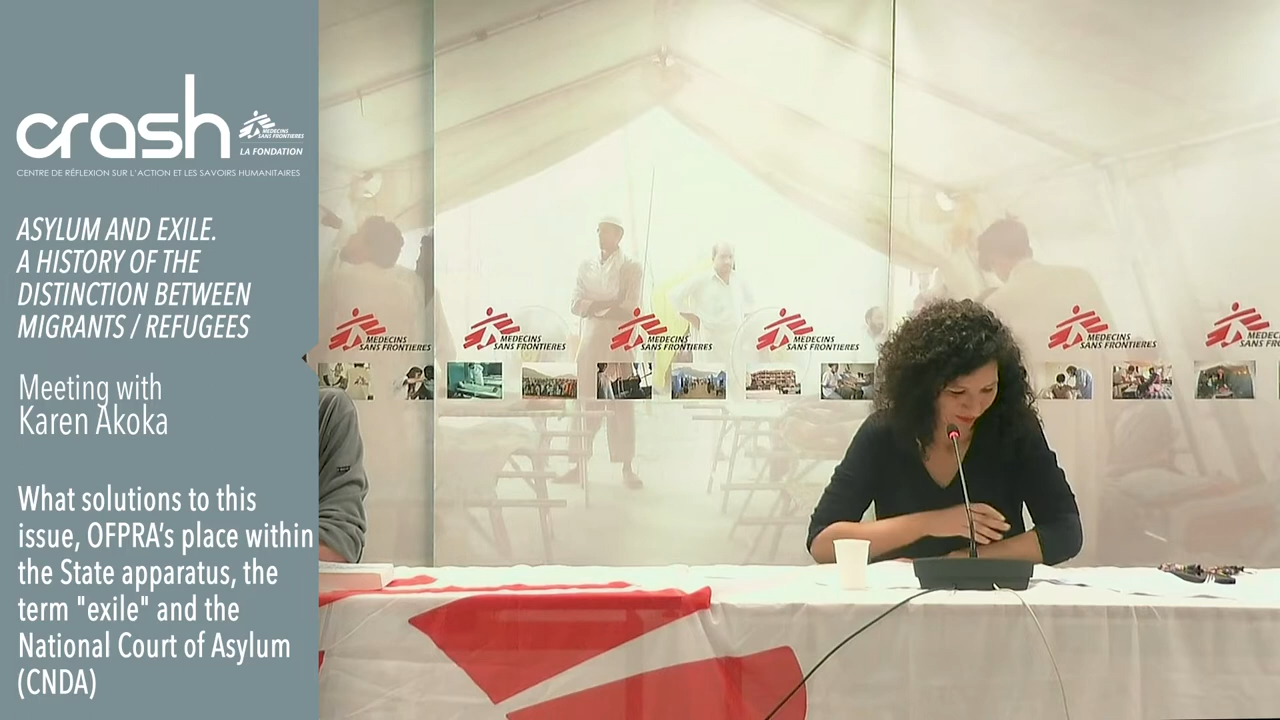 crash
MEDECINS
SANS FRONTIERES
LA FONDATION
CENTRE DE RÉFLEXION SUR L'ACTION ET LES SAVOIRS HUMANITAIRES
ASYLUM AND EXILE.
A HISTORY OF THE
DISTINCTION BETWEEN
MIGRANTS / REFUGEES
Meeting with
Karen Akoka
What solutions to this
issue, OFPRA's place within
the State apparatus, the
term "exile" and the
National Court of Asylum
(CNDA)
MEDECINS
SANS FRONTIERES
MEDECINS
SANS FRONTIERES
MEDECINS
SANS FRONTIERES
MEDECINS
SANS FRONTIERES
MEDECINS
SANS FRONTIERES
MEDECINS
SANS FRONTIERES